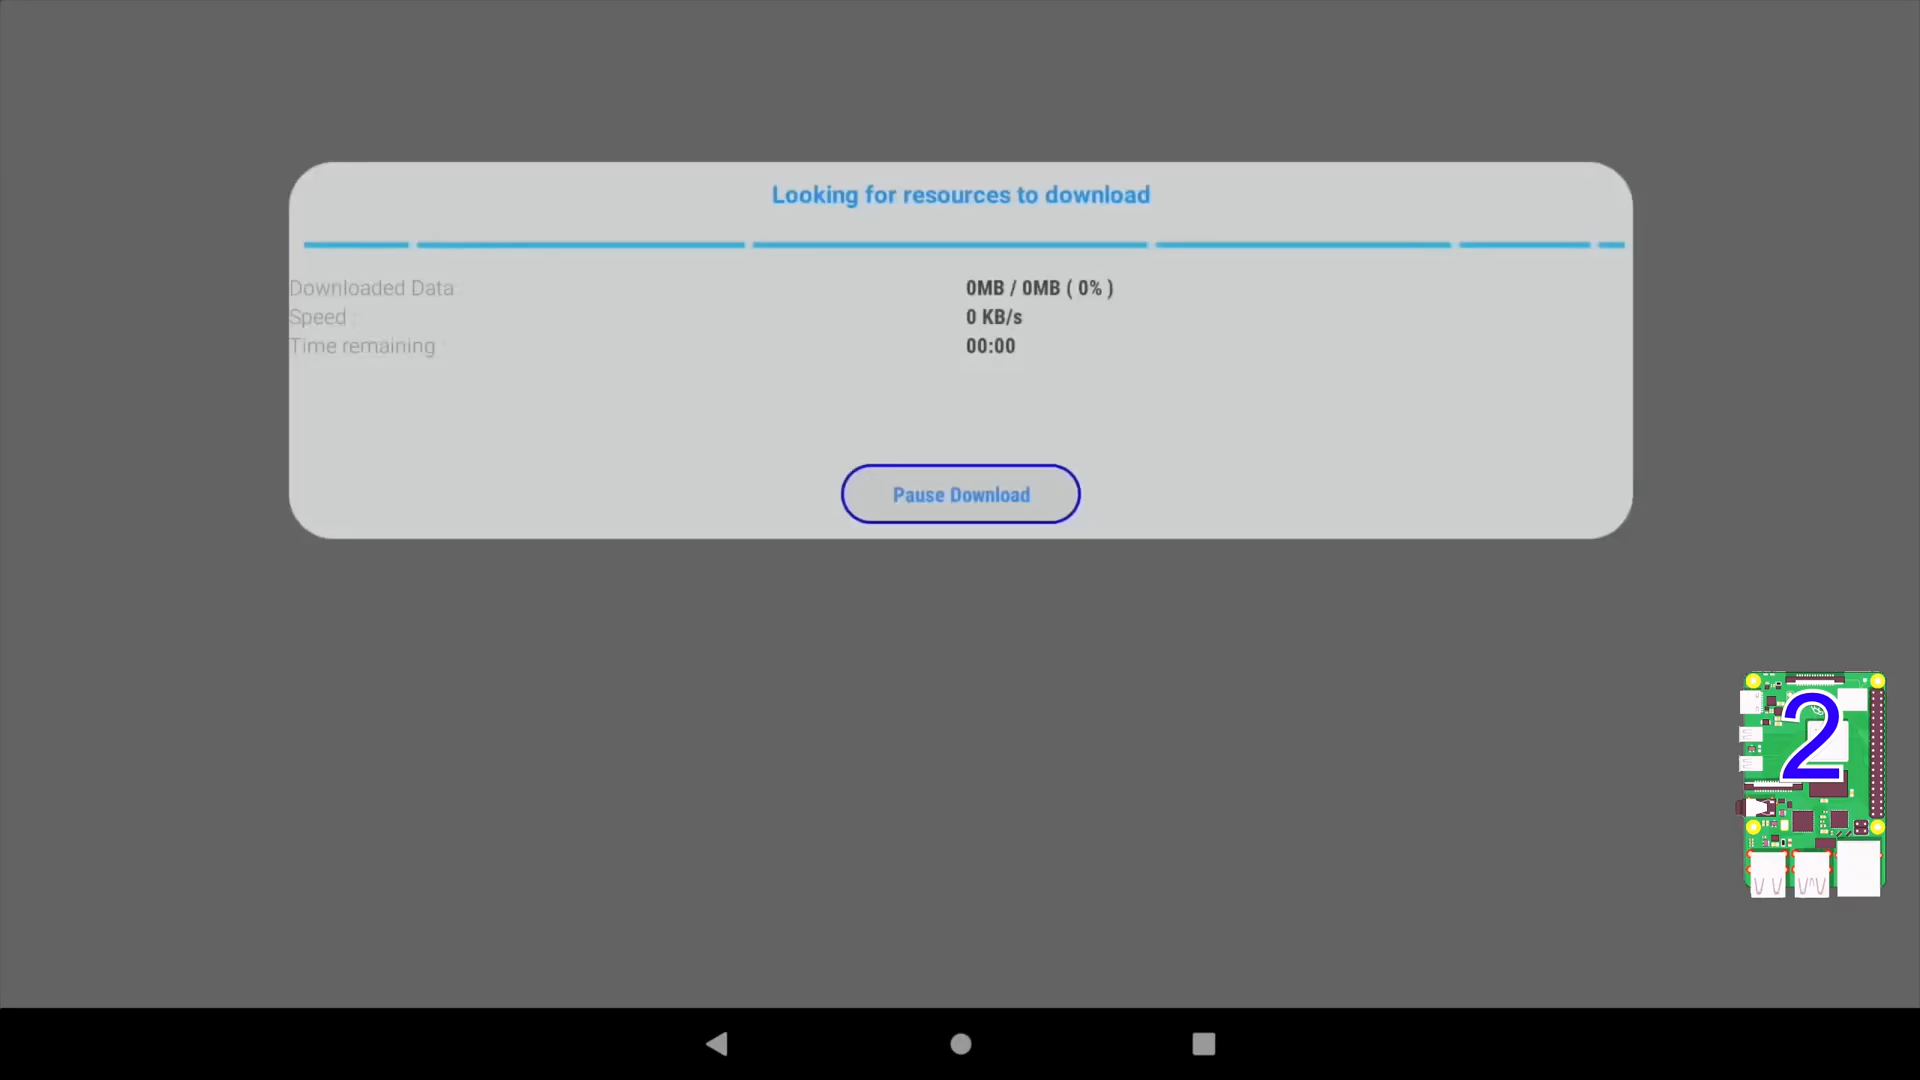 Looking for resources to download
Downloaded Data 0MB / 0MB ( 0% )
Speed : 0 KB/s
Time remaining 00:00
Pause Download
2